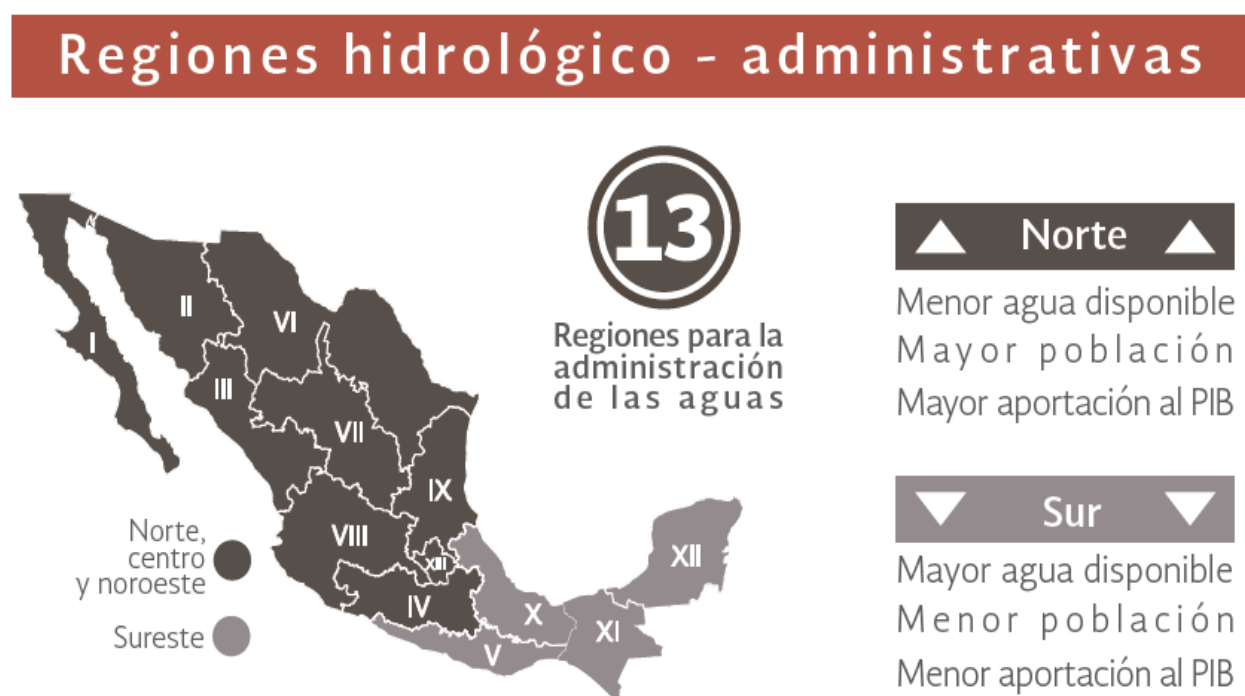 Regiones hidrológico - administrativas
13
Regiones para la
administración
de las aguas
I
II
III
VI
VII
IX
VIII
XIII
IV
V
X
XI
XII
Norte,
centro
y noroeste
Sureste
Norte
Menor agua disponible
Mayor población
Mayor aportación al PIB
Sur
Mayor agua disponible
Menor población
Menor aportación al PIB